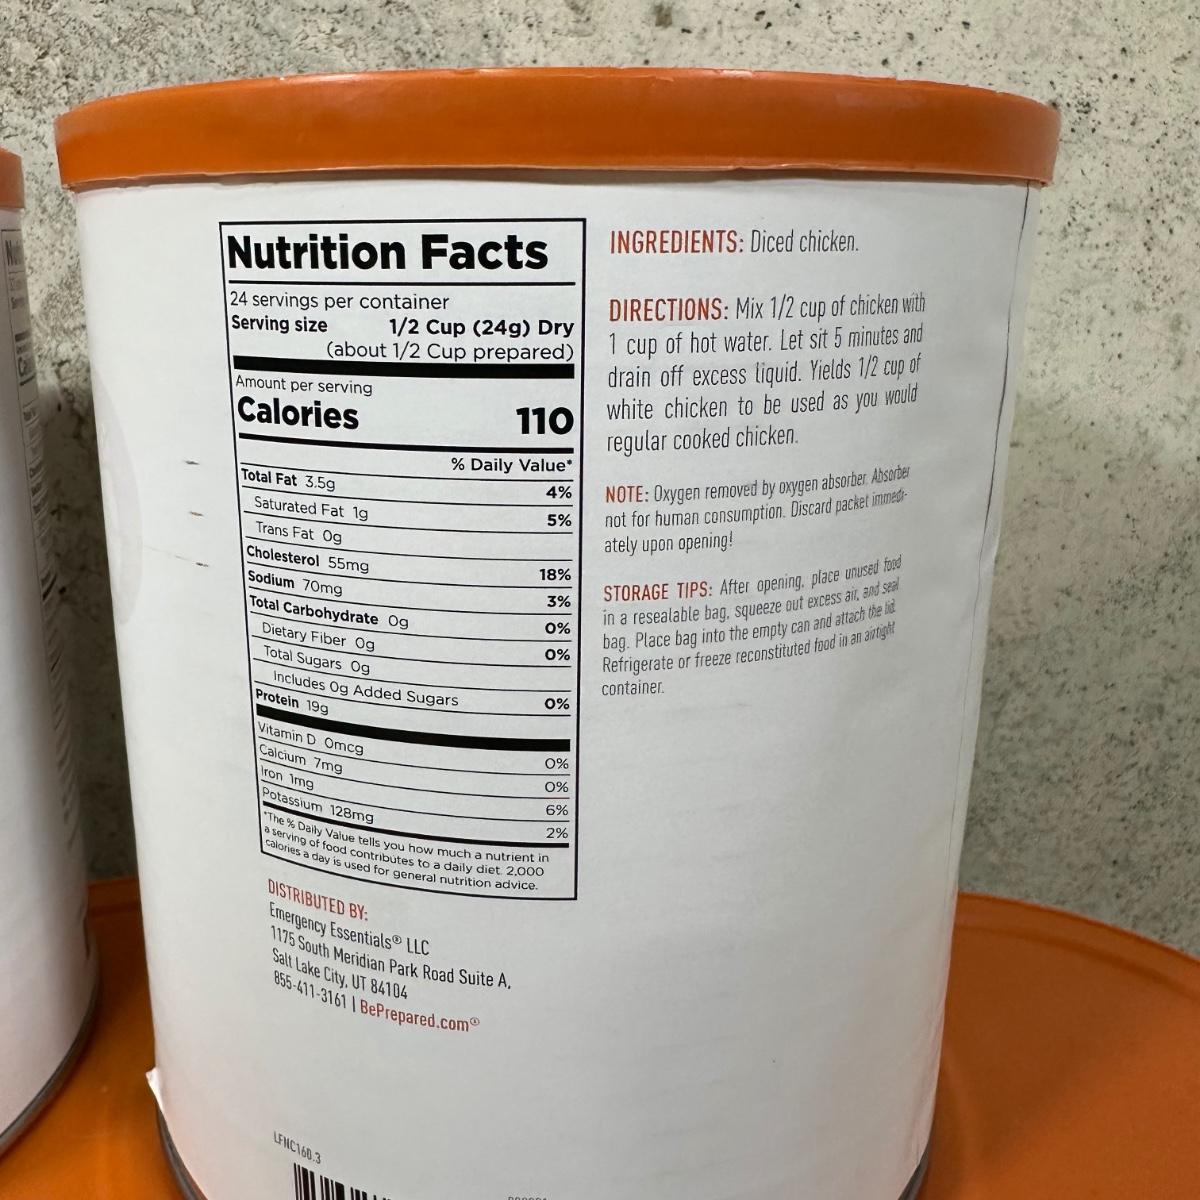 Nutrition Facts
24 servings per container
Serving size 1/2 Cup (24g) Dry
(about 1/2 Cup prepared)
Amount per serving
Calories 110
% Daily Value*
Total Fat 3.5g 4%
Saturated Fat 1g 5%
Trans Fat 0g
Cholesterol 55mg 18%
Sodium 70mg 3%
Total Carbohydrate 0g 0%
Dietary Fiber 0g 0%
Total Sugars 0g
Includes 0g Added Sugars 0%
Protein 19g
Vitamin D 0mcg 0%
Calcium 7mg 0%
Iron 1mg 6%
Potassium 128mg 2%
*The % Daily Value tells you how much a nutrient in
a serving of food contributes to a daily diet. 2,000
calories a day is used for general nutrition advice.
DISTRIBUTED BY:
Emergency Essentials® LLC
1175 South Meridian Park Road Suite A,
Salt Lake City, UT 84104
855-411-3161 | BePrepared.com®
LFNC160.3
INGREDIENTS: Diced chicken.
DIRECTIONS: Mix 1/2 cup of chicken with
1 cup of hot water. Let sit 5 minutes and
drain off excess liquid. Yields 1/2 cup of
white chicken to be used as you would
regular cooked chicken.
NOTE: Oxygen removed by oxygen absorber. Absorber
not for human consumption. Discard packet immedi-
ately upon opening!
STORAGE TIPS: After opening, place unused food
in a resealable bag, squeeze out excess air, and seal
bag. Place bag into the empty can and attach the lid.
Refrigerate or freeze reconstituted food in an airtight
container.